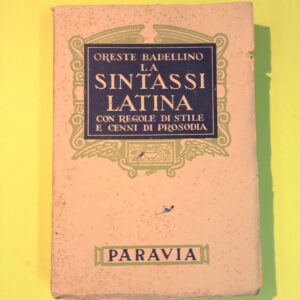 ORESTE BADELLINO
LA
SINTASSI
LATINA
CON REGOLE DI STILE
E CENNI DI PROSODIA
PARAVIA